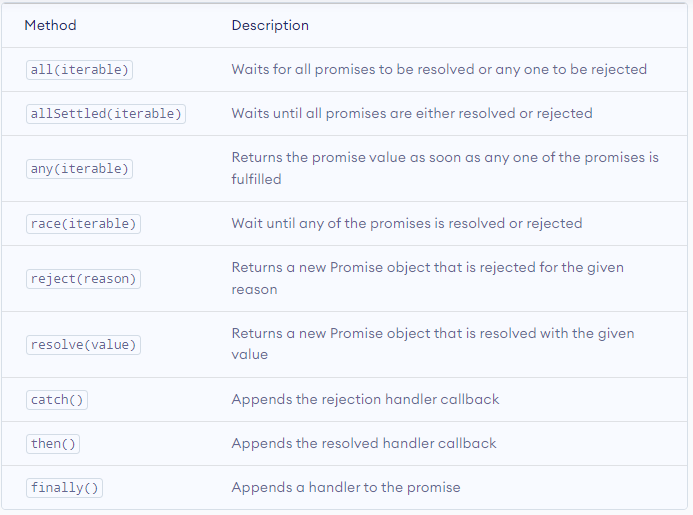 Method Description
all(iterable) Waits for all promises to be resolved or any one to be rejected
allSettled(iterable) Waits until all promises are either resolved or rejected
any(iterable) Returns the promise value as soon as any one of the promises is
fulfilled
race(iterable) Wait until any of the promises is resolved or rejected
reject(reason) Returns a new Promise object that is rejected for the given
reason
resolve(value) Returns a new Promise object that is resolved with the given
value
catch() Appends the rejection handler callback
then() Appends the resolved handler callback
finally() Appends a handler to the promise